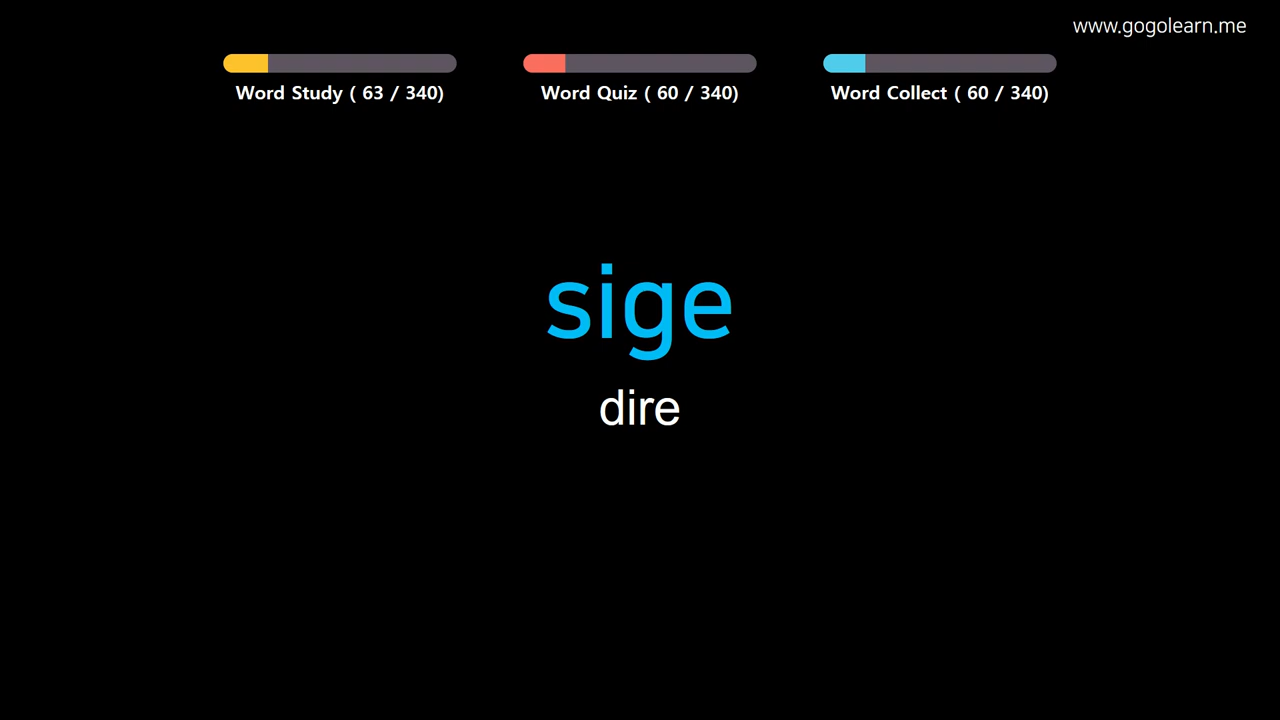 www.gogolearn.me
Word Study ( 63 / 340)
Word Quiz ( 60 / 340)
Word Collect ( 60 / 340)
sige
dire